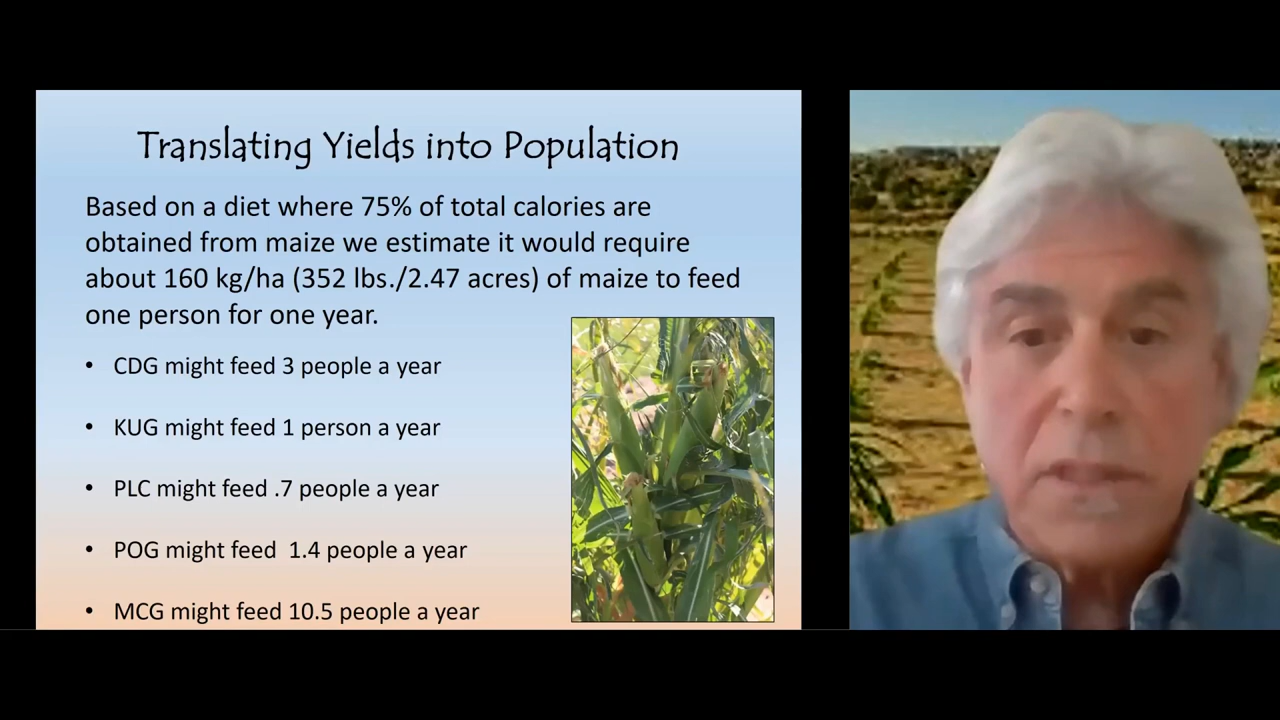 Translating Yields into Population
Based on a diet where 75% of total calories are
obtained from maize we estimate it would require
about 160 kg/ha (352 lbs./2.47 acres) of maize to feed
one person for one year.
• CDG might feed 3 people a year
• KUG might feed 1 person a year
• PLC might feed .7 people a year
• POG might feed 1.4 people a year
• MCG might feed 10.5 people a year